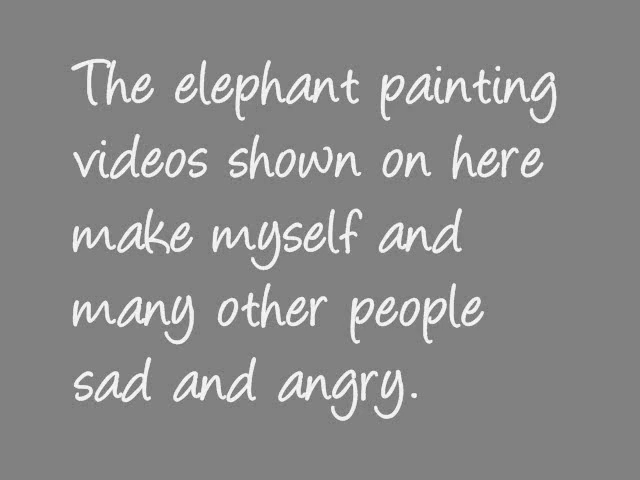 The elephant painting
videos shown on here
make myself and
many other people
sad and angry.